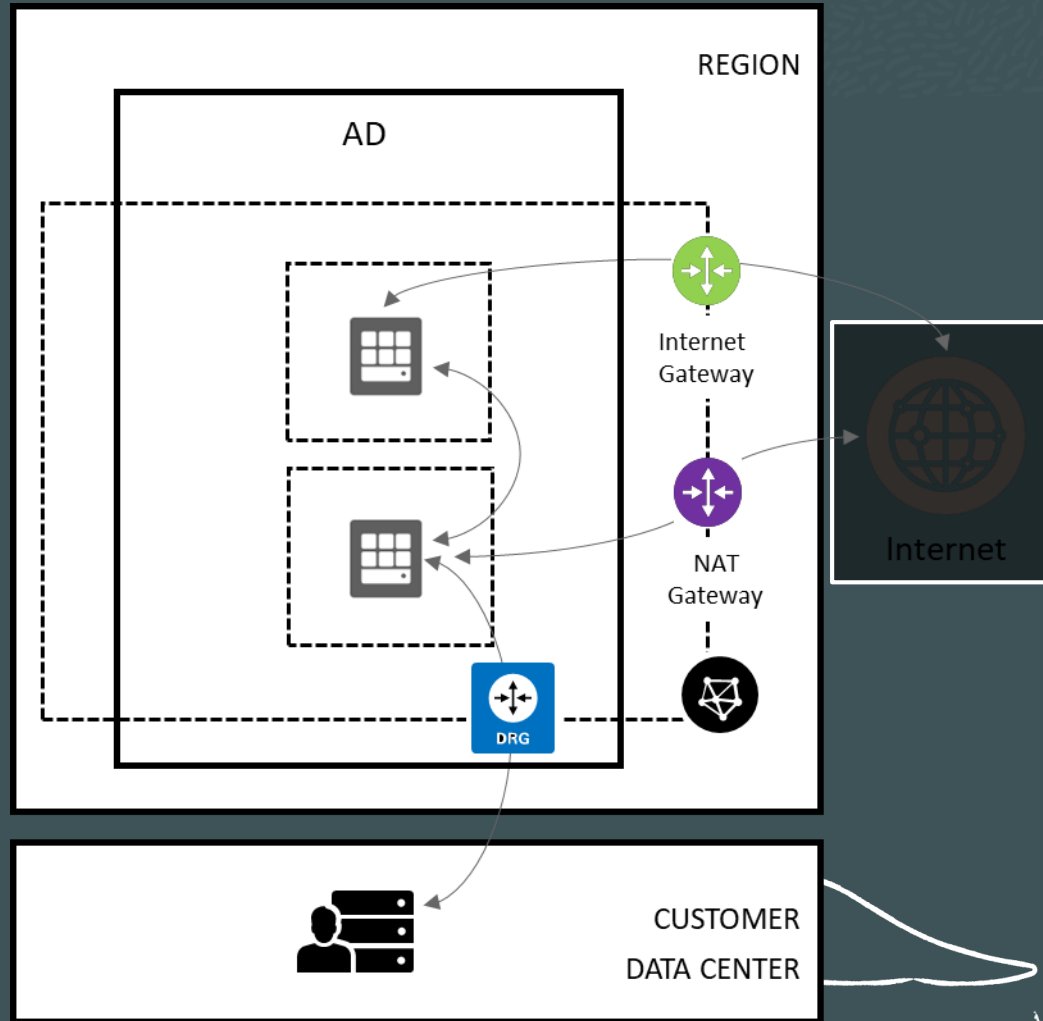 REGION
AD
Internet
Gateway
Internet
NAT
Gateway
DRG
CUSTOMER
DATA CENTER